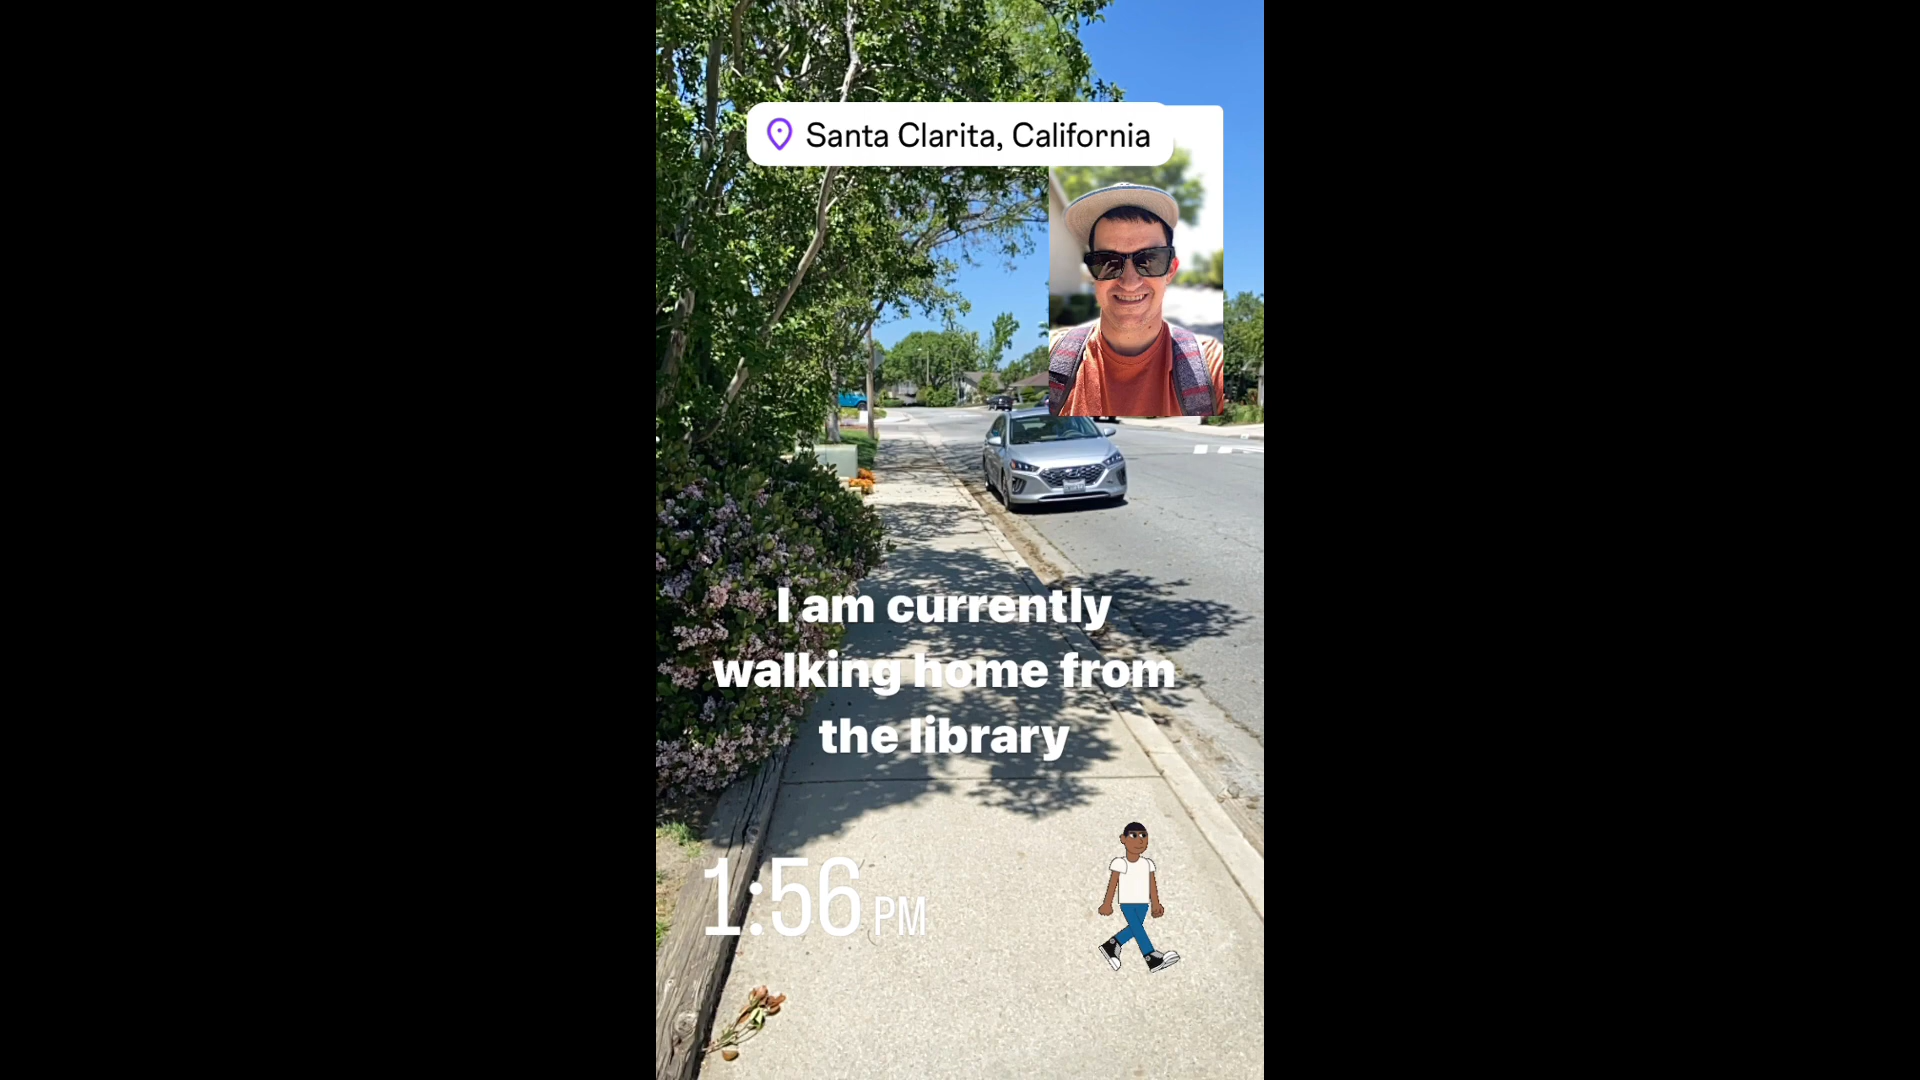 Santa Clarita, California
I am currently
walking home from
the library
1:56 PM